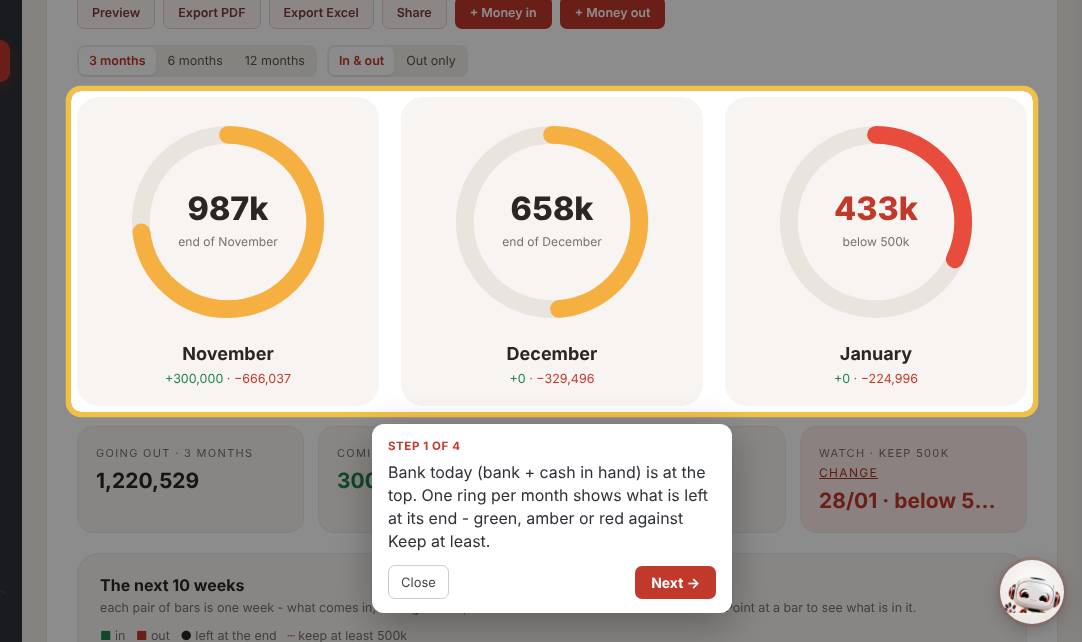 Preview Export PDF Export Excel Share + Money in + Money out
3 months 6 months 12 months In & out Out only
987k
end of November
November
+300,000 · −666,037
658k
end of December
December
+0 · −329,496
433k
below 500k
January
+0 · −224,996
GOING OUT · 3 MONTHS
1,220,529
COMI
300
WATCH · KEEP 500K
CHANGE
28/01 · below 5...
STEP 1 OF 4
Bank today (bank + cash in hand) is at the
top. One ring per month shows what is left
at its end - green, amber or red against
Keep at least.
Close Next →
The next 10 weeks
each pair of bars is one week - what comes in, oint at a bar to see what is in it.
in out left at the end keep at least 500k